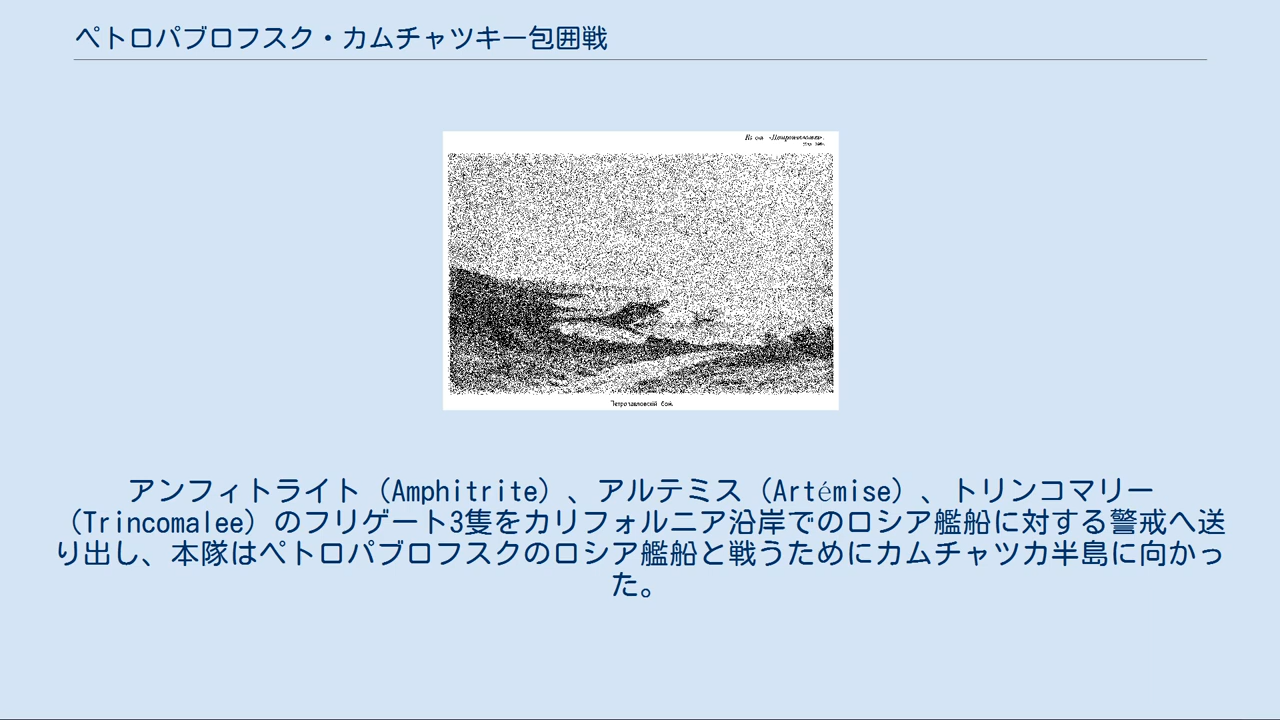 ペトロパブロフスク・カムチャツキー包囲戦
Петропавловскій бой.
アンフィトライト（Amphitrite）、アルテミス（Artémise）、トリンコマリー
（Trincomalee）のフリゲート3隻をカリフォルニア沿岸でのロシア艦船に対する警戒へ送
り出し、本隊はペトロパブロフスクのロシア艦船と戦うためにカムチャツカ半島に向かっ
た。